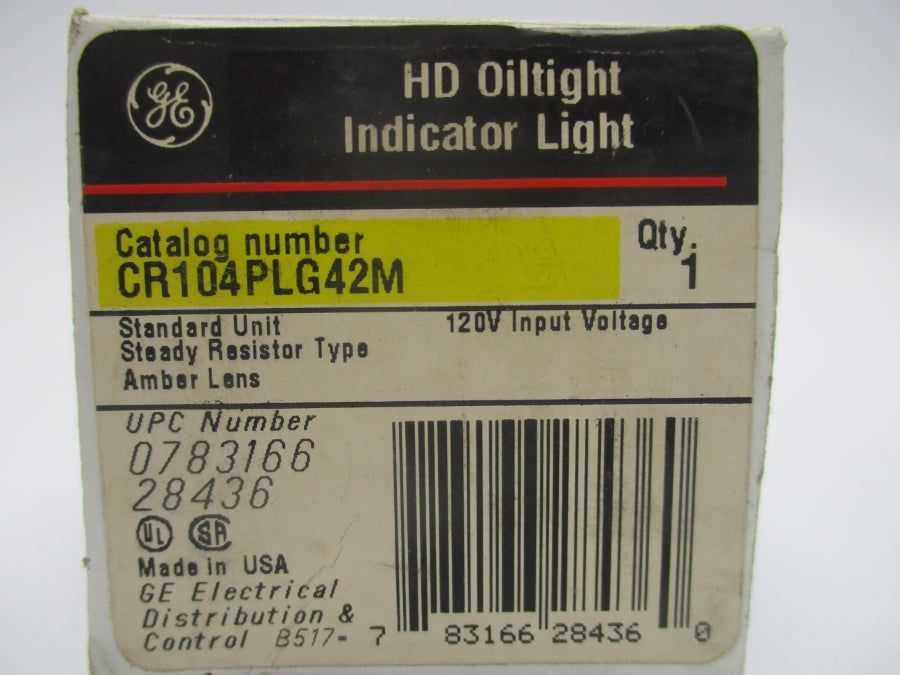 GE
HD Oiltight
Indicator Light
Catalog number
CR104PLG42M
Qty.
1
Standard Unit
120V Input Voltage
Steady Resistor Type
Amber Lens
UPC Number
0783166
28436
UL SA
Made in USA
GE Electrical
Distribution &
Control B517-
7 83166 28436 0